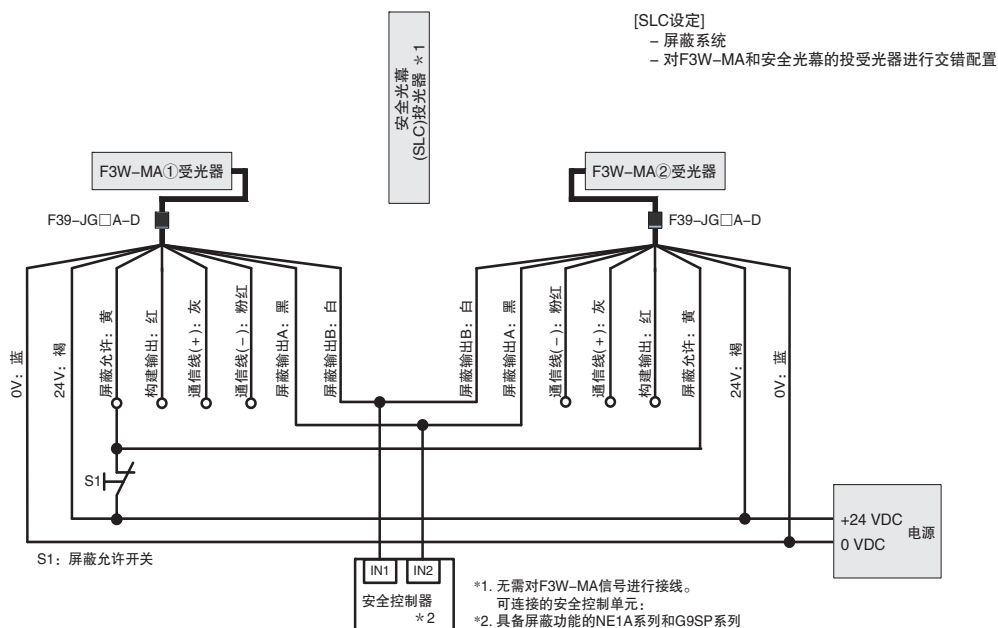 [SLC设定]
– 屏蔽系统
– 对F3W–MA和安全光幕的投受光器进行交错配置
安全光幕
(SLC)投光器 *1
F3W–MA①受光器
F3W–MA②受光器
F39–JG□A–D
F39–JG□A–D
0V：蓝
24V：褐
屏蔽允许：黄
构建输出：红
通信线(+)：灰
通信线(–)：粉红
屏蔽输出A：黑
屏蔽输出B：白
屏蔽输出B：白
屏蔽输出A：黑
通信线(–)：粉红
通信线(+)：灰
构建输出：红
屏蔽允许：黄
24V：褐
0V：蓝
S1
+24 VDC
电源
0 VDC
S1：屏蔽允许开关
IN1
IN2
安全控制器
*2
*1. 无需对F3W–MA信号进行接线。
可连接的安全控制单元：
*2. 具备屏蔽功能的NE1A系列和G9SP系列